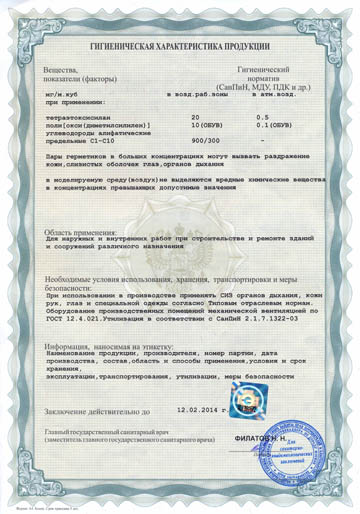 ГИГИЕНИЧЕСКАЯ ХАРАКТЕРИСТИКА ПРОДУКЦИИ
Вещества, Гигиенический
показатели (факторы) норматив
(СанПиН, МДУ, ПДК и др.)
мг/м.куб в возд.раб.зоны в атм.возд.
при применении:
тетраэтоксисилан 20 0.5
поли[окси(диметилсилилен)] 10(ОБУВ) 0.1(ОБУВ)
углеводороды алифатические
предельные С1-С10 900/300 -
Пары герметиков в больших концентрациях могут вызвать раздражение
кожи,слизистых оболочек глаз, органов дыхания
в моделируемую среду(воздух)не выделяются вредные химические вещества
в концентрациях превышающих допустимые значения
Область применения:
Для наружных и внутренних работ при строительстве и ремонте зданий
и сооружений различного назначения
Необходимые условия использования, хранения, транспортировки и меры
безопасности:
При использовании в производстве применять СИЗ органов дыхания, кожи
рук, глаз и специальной одежды согласно Типовым отраслевым нормам.
Оборудование производственных помещений механической вентиляцией по
ГОСТ 12.4.021.Утилизация в соответствии с СанПиН 2.1.7.1322-03
Информация, наносимая на этикетку:
Наименование продукции, производителя, номер партии, дата
производства, состав,область и способы применения,условия и срок
хранения,
эксплуатации,транспортирования, утилизации, меры безопасности
Заключение действительно до 12.02.2014 г.
Главный государственный санитарный врач
(заместитель главного государственного санитарного врача)
ФИЛАТОВ Н. Н.
Для
санитарно-
эпидемиологических
заключений